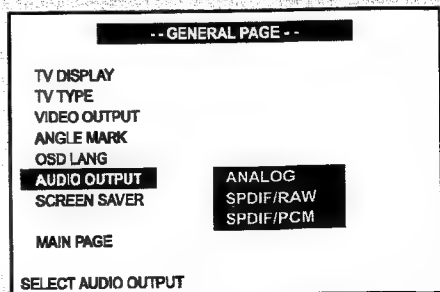 - - GENERAL PAGE - -
TV DISPLAY
TV TYPE
VIDEO OUTPUT
ANGLE MARK
OSD LANG
AUDIO OUTPUT
ANALOG
SCREEN SAVER
SPDIF/RAW
SPDIF/PCM
MAIN PAGE
SELECT AUDIO OUTPUT